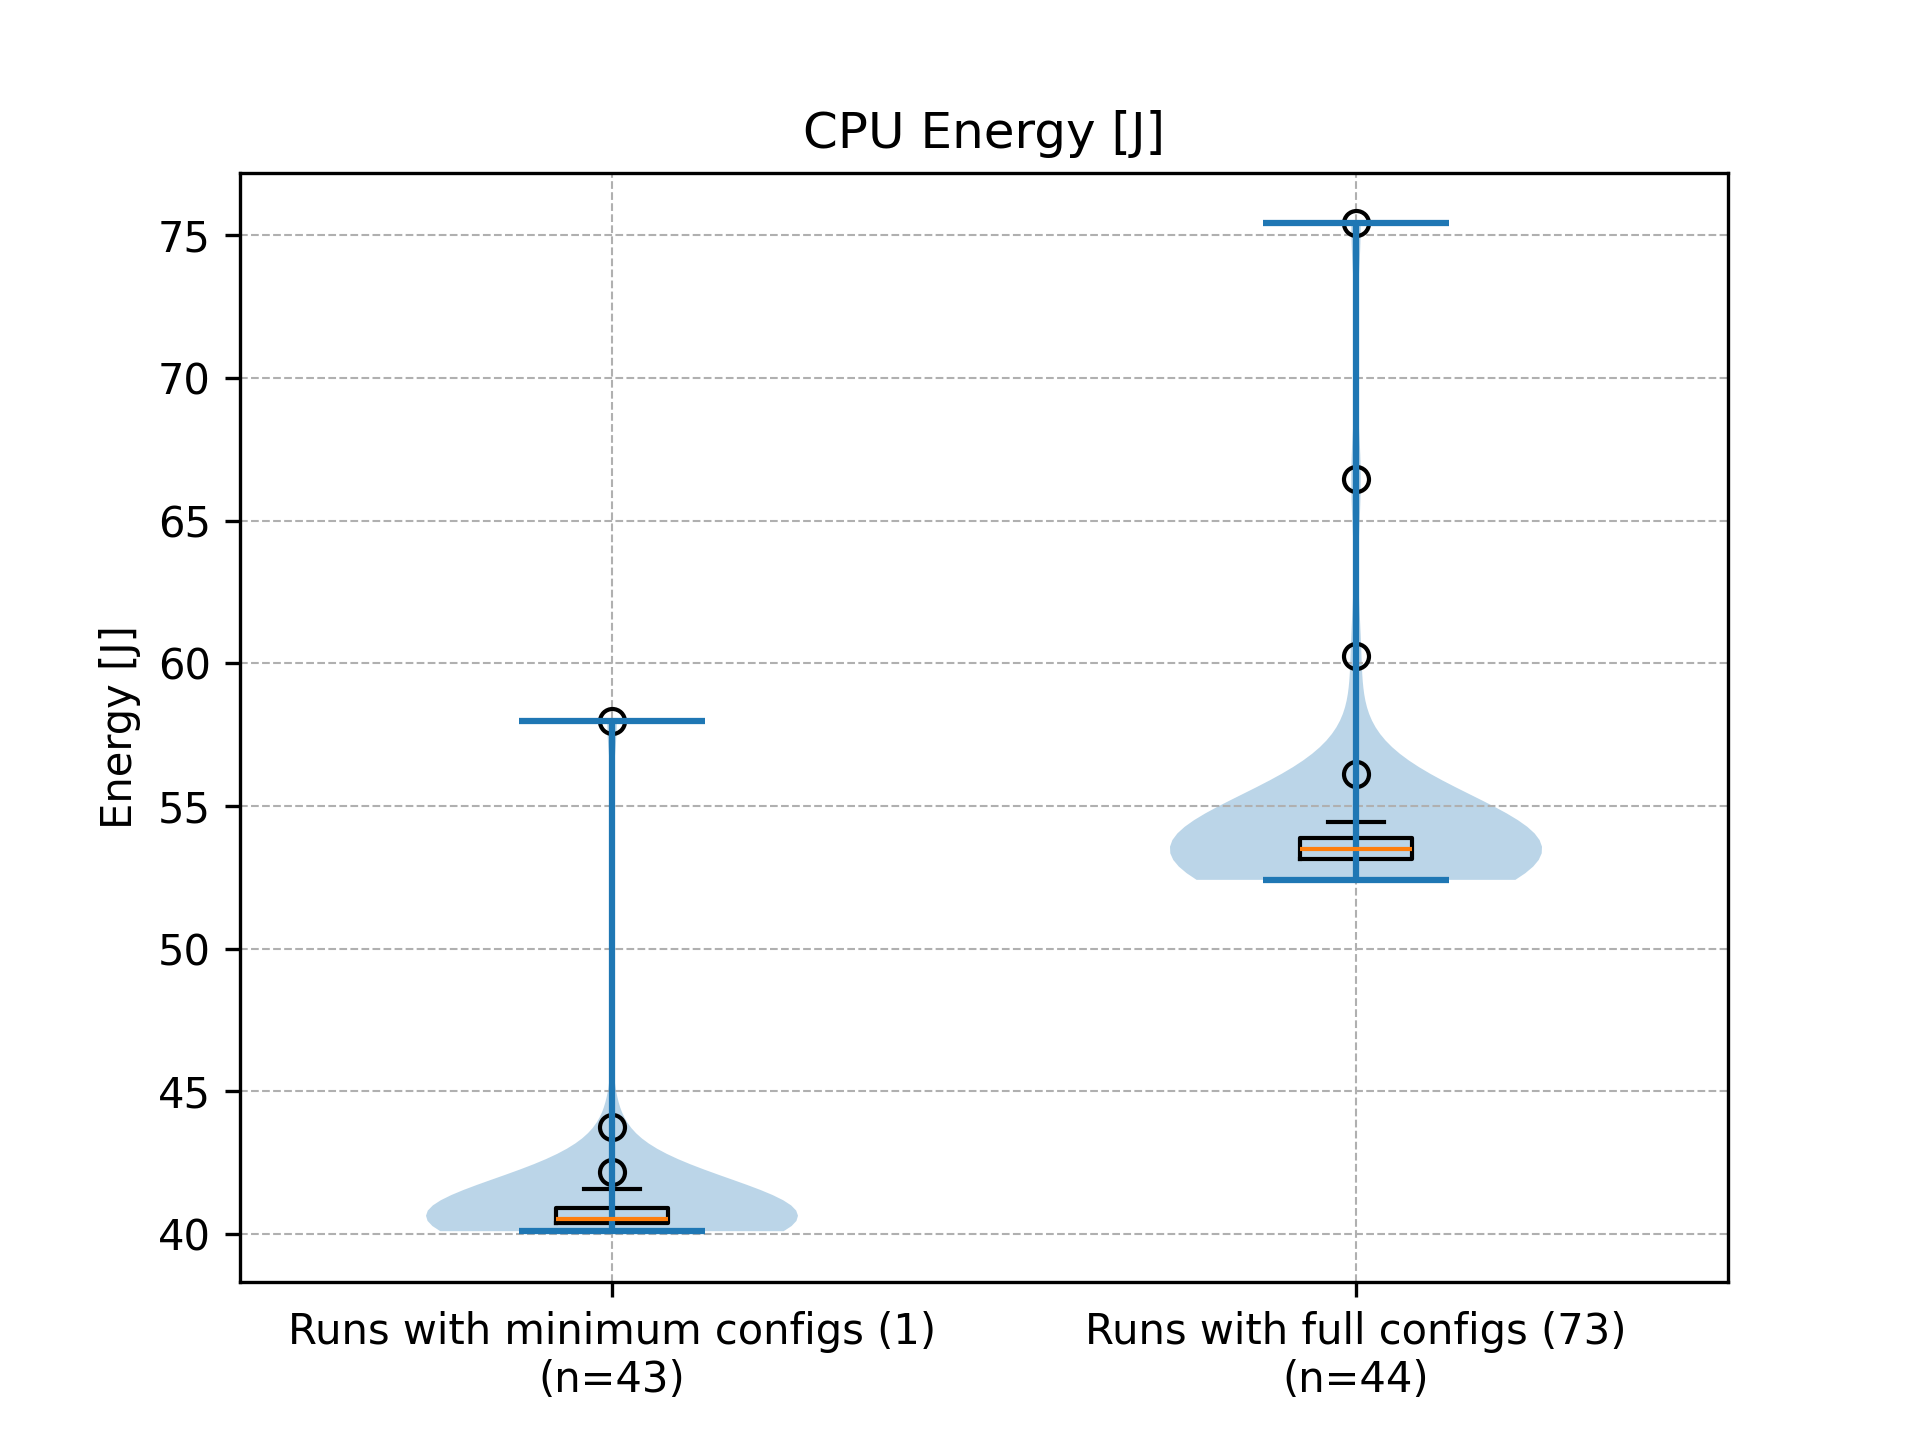 CPU Energy [J]
Energy [J]
75
70
65
60
55
50
45
40
Runs with minimum configs (1)
(n=43)
Runs with full configs (73)
(n=44)